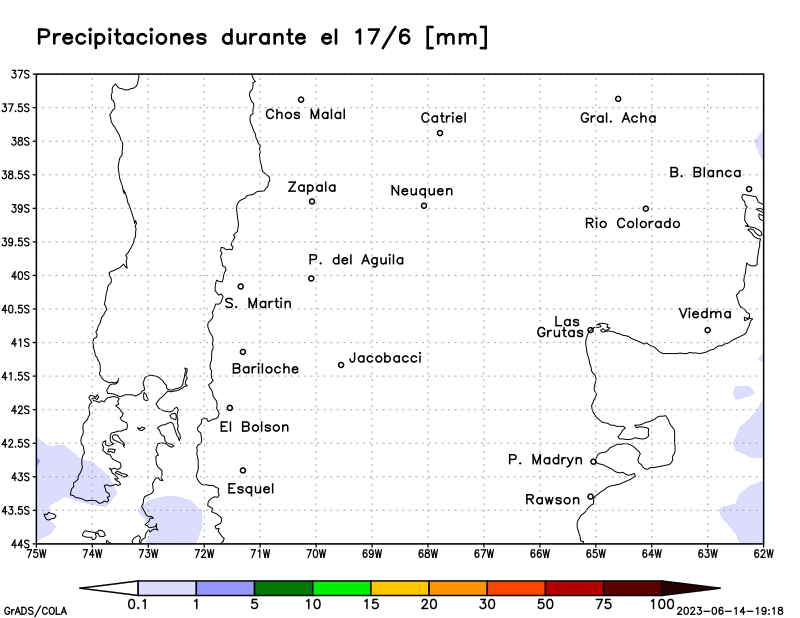 Precipitaciones durante el 17/6 [mm]
37S
37.5S
Chos Malal
Catriel
Gral. Acha
38S
38.5S
Zapala
Neuquen
B. Blanca
39S
Rio Colorado
39.5S
P. del Aguila
40S
S. Martin
40.5S
Viedma
Las
Grutas
41S
Bariloche
Jacobacci
41.5S
42S
El Bolson
42.5S
P. Madryn
43S
Esquel
Rawson
43.5S
44S
75W 74W 73W 72W 71W 70W 69W 68W 67W 66W 65W 64W 63W 62W
0.1 1 5 10 15 20 30 50 75 100
GrADS/COLA
2023-06-14-19:18